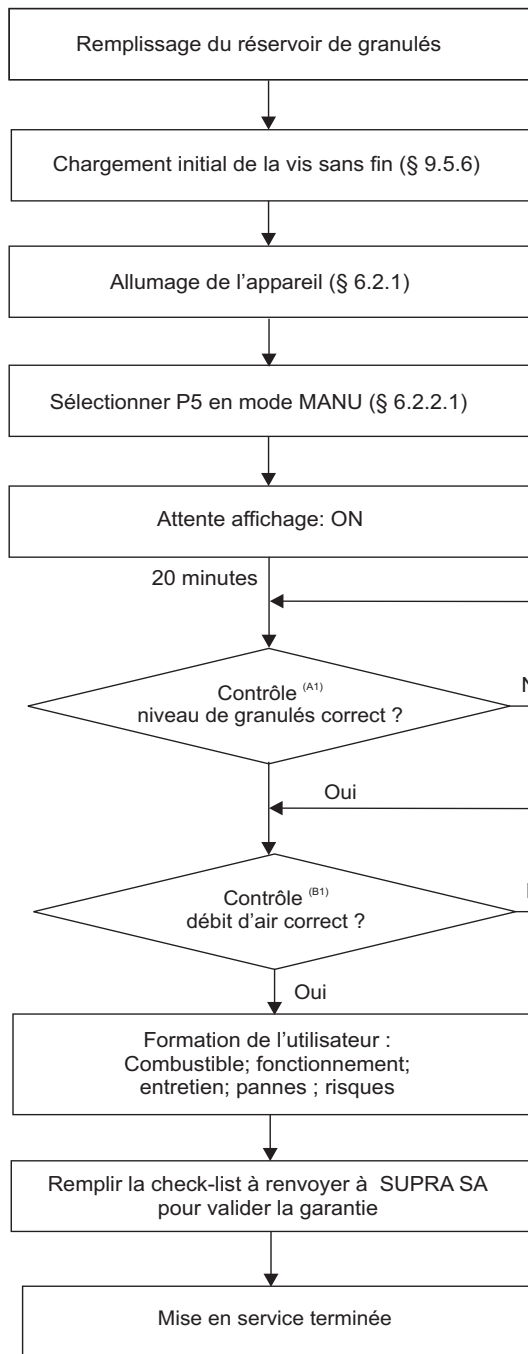 Remplissage du réservoir de granulés
Chargement initial de la vis sans fin (§ 9.5.6)
Allumage de l'appareil (§ 6.2.1)
Sélectionner P5 en mode MANU (§ 6.2.2.1)
Attente affichage: ON
20 minutes
Contrôle (A1)
niveau de granulés correct ?
N
Oui
Contrôle (B1)
débit d'air correct ?
Oui
Formation de l'utilisateur :
Combustible; fonctionnement;
entretien; pannes ; risques
Remplir la check-list à renvoyer à SUPRA SA
pour valider la garantie
Mise en service terminée